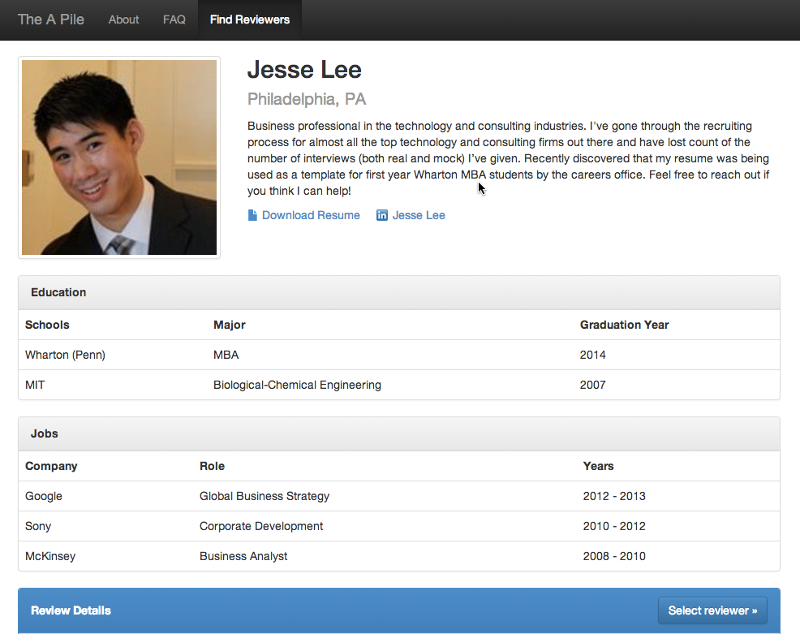 The A Pile About FAQ Find Reviewers
Jesse Lee
Philadelphia, PA
Business professional in the technology and consulting industries. I've gone through the recruiting
process for almost all the top technology and consulting firms out there and have lost count of the
number of interviews (both real and mock) I've given. Recently discovered that my resume was being
used as a template for first year Wharton MBA students by the careers office. Feel free to reach out if
you think I can help!
Download Resume in Jesse Lee
Education
Schools Major Graduation Year
Wharton (Penn) MBA 2014
MIT Biological-Chemical Engineering 2007
Jobs
Company Role Years
Google Global Business Strategy 2012 - 2013
Sony Corporate Development 2010 - 2012
McKinsey Business Analyst 2008 - 2010
Review Details Select reviewer »